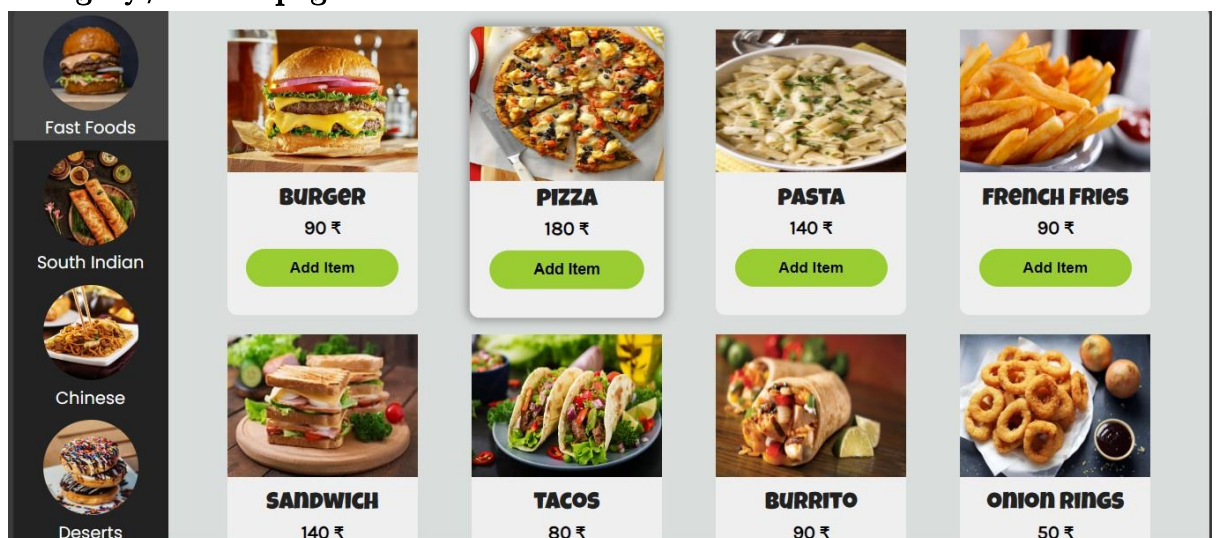 Fast Foods
South Indian
Chinese
Deserts
BURGER
90 ₹
Add Item
PIZZA
180 ₹
Add Item
PASTA
140 ₹
Add Item
FRENCH FRIES
90 ₹
Add Item
SANDWICH
140 ₹
TACOS
80 ₹
BURRITO
90 ₹
ONION RINGS
50 ₹